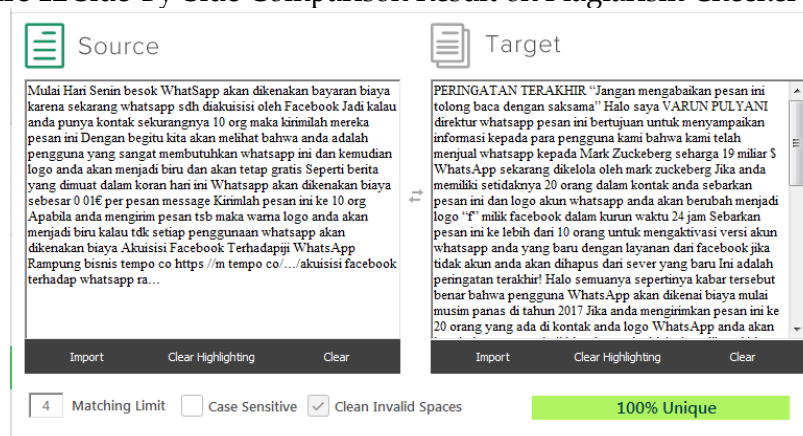 Side By Side Comparison Result on Plagiarism Checker
Source
Mulai Hari Senin besok WhatSapp akan dikenakan bayaran biaya
karena sekarang whatsapp sdh diakuisisi oleh Facebook Jadi kalau
anda punya kontak sekurangnya 10 org maka kirimilah mereka
pesan ini Dengan begitu kita akan melihat bahwa anda adalah
pengguna yang sangat membutuhkan whatsapp ini dan kemudian
logo anda akan menjadi biru dan akan tetap gratis Seperti berita
yang dimuat dalam koran hari ini Whatsapp akan dikenakan biaya
sebesar 0 01€ per pesan message Kirimlah pesan ini ke 10 org
Apabila anda mengirim pesan tsb maka warna logo anda akan
menjadi biru kalau tdk setiap penggunaan whatsapp akan
dikenakan biaya Akuisisi Facebook Terhadapiji WhatsApp
Rampung bisnis tempo co https //m tempo co/…/akuisisi facebook
terhadap whatsapp ra…
Import Clear Highlighting Clear
Target
PERINGATAN TERAKHIR “Jangan mengabaikan pesan ini
tolong baca dengan saksama” Halo saya VARUN PULYANI
direktur whatsapp pesan ini bertujuan untuk menyampaikan
informasi kepada para pengguna kami bahwa kami telah
menjual whatsapp kepada Mark Zuckeberg seharga 19 miliar $
WhatsApp sekarang dikelola oleh mark zuckeberg Jika anda
memiliki setidaknya 20 orang dalam kontak anda sebarkan
pesan ini dan logo akun whatsapp anda akan berubah menjadi
logo “f” milik facebook dalam kurun waktu 24 jam Sebarkan
pesan ini ke lebih dari 10 orang untuk mengaktivasi versi akun
whatsapp anda yang baru dengan layanan dari facebook jika
tidak akun anda akan dihapus dari sever yang baru Ini adalah
peringatan terakhir! Halo semuanya sepertinya kabar tersebut
benar bahwa pengguna WhatsApp akan dikenai biaya mulai
musim panas di tahun 2017 Jika anda mengirimkan pesan ini ke
20 orang yang ada di kontak anda logo WhatsApp anda akan
Import Clear Highlighting Clear
4 Matching Limit Case Sensitive Clean Invalid Spaces
100% Unique